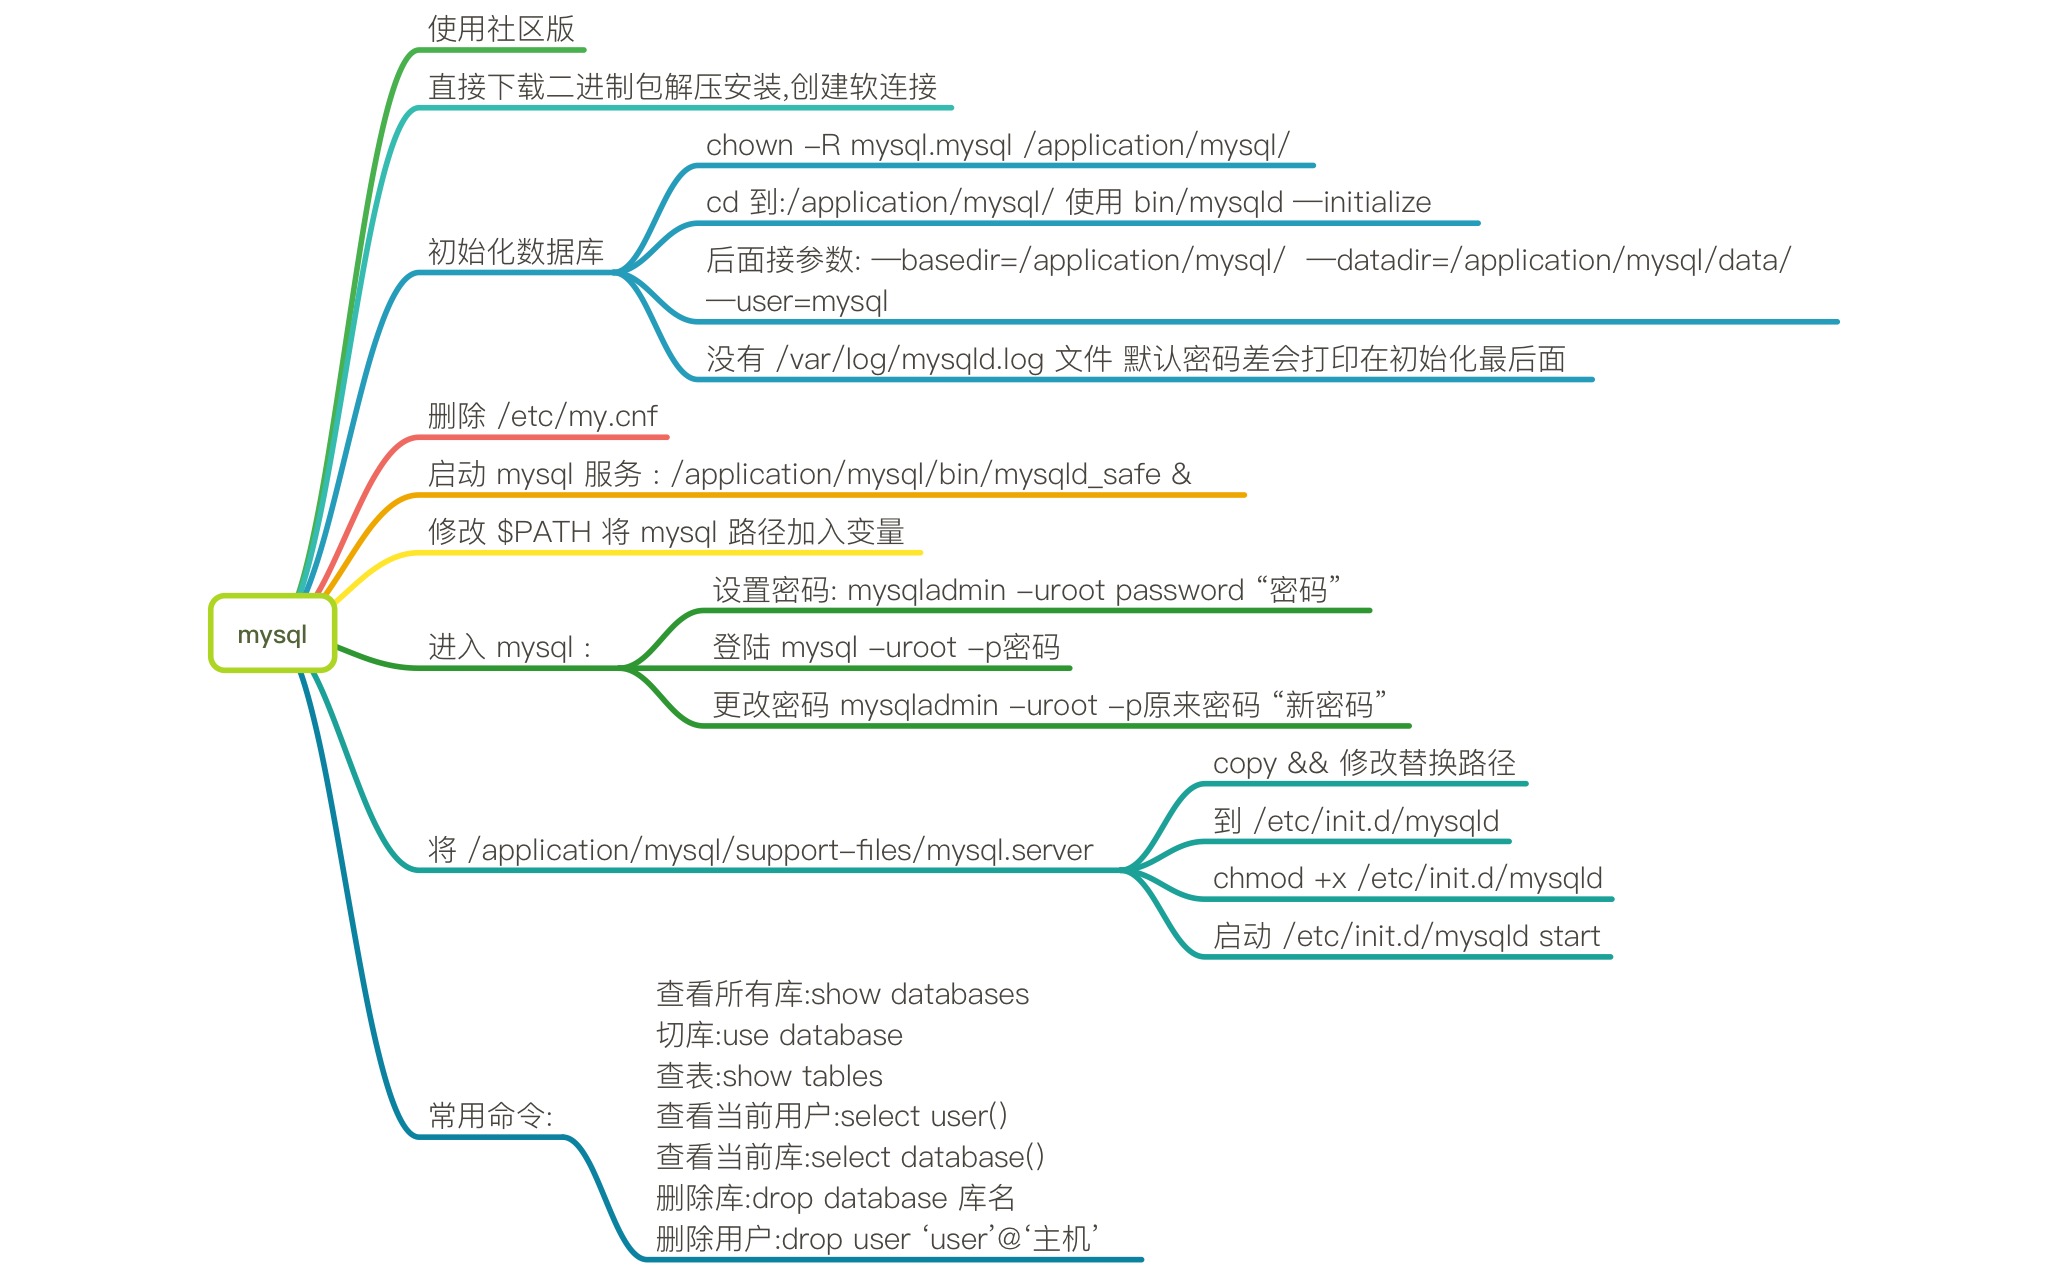 使用社区版
直接下载二进制包解压安装,创建软连接
初始化数据库
chown -R mysql.mysql /application/mysql/
cd 到:/application/mysql/ 使用 bin/mysqld —initialize
后面接参数: —basedir=/application/mysql/  —datadir=/application/mysql/data/
—user=mysql
没有 /var/log/mysqld.log 文件 默认密码差会打印在初始化最后面
删除 /etc/my.cnf
启动 mysql 服务 : /application/mysql/bin/mysqld_safe &
修改 $PATH 将 mysql 路径加入变量
mysql
进入 mysql :
设置密码: mysqladmin -uroot password “密码”
登陆 mysql -uroot -p密码
更改密码 mysqladmin -uroot -p原来密码 “新密码”
将 /application/mysql/support-files/mysql.server
copy && 修改替换路径
到 /etc/init.d/mysqld
chmod +x /etc/init.d/mysqld
启动 /etc/init.d/mysqld start
常用命令:
查看所有库:show databases
切库:use database
查表:show tables
查看当前用户:select user()
查看当前库:select database()
删除库:drop database 库名
删除用户:drop user ‘user’@‘主机’